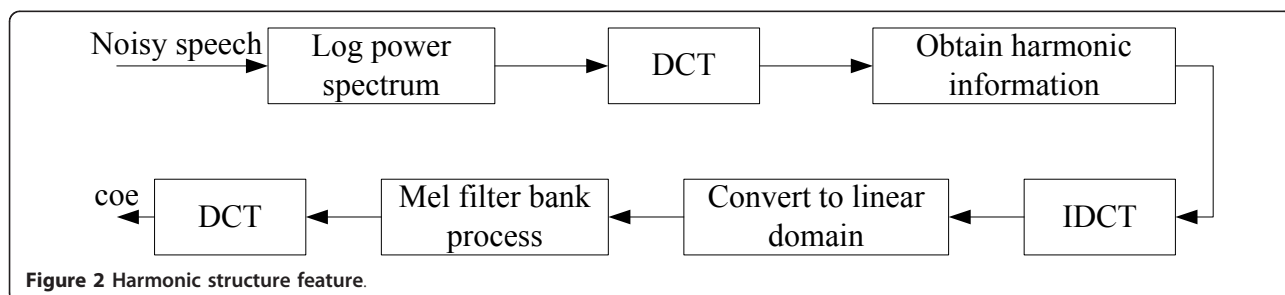 Noisy speech
Log power
spectrum
DCT
Obtain harmonic
information
IDCT
Convert to linear
domain
Mel filter bank
process
DCT
coe
Figure 2 Harmonic structure feature.